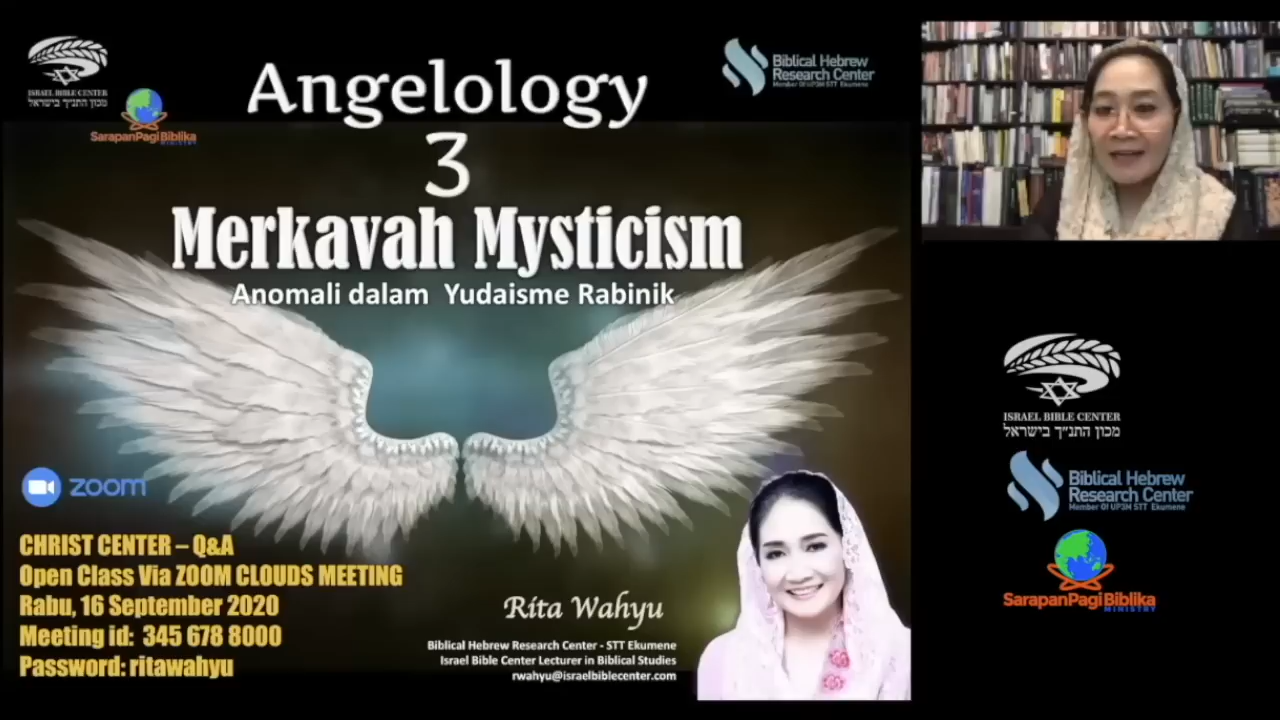 ISRAEL BIBLE CENTER
מכון התנ״ך בישראל
SarapanPagiBiblika
MINISTRY
Angelology
3
Merkavah Mysticism
Anomali dalam Yudaisme Rabinik
Biblical Hebrew
Research Center
Member Of UP3M STT Ekumene
zoom
CHRIST CENTER – Q&A
Open Class Via ZOOM CLOUDS MEETING
Rabu, 16 September 2020
Meeting id: 345 678 8000
Password: ritawahyu
Rita Wahyu
Biblical Hebrew Research Center - STT Ekumene
Israel Bible Center Lecturer in Biblical Studies
rwahyu@israelbiblecenter.com
ISRAEL BIBLE CENTER
מכון התנ״ך בישראל
Biblical Hebrew
Research Center
Member Of UP3M STT Ekumene
SarapanPagiBiblika
MINISTRY